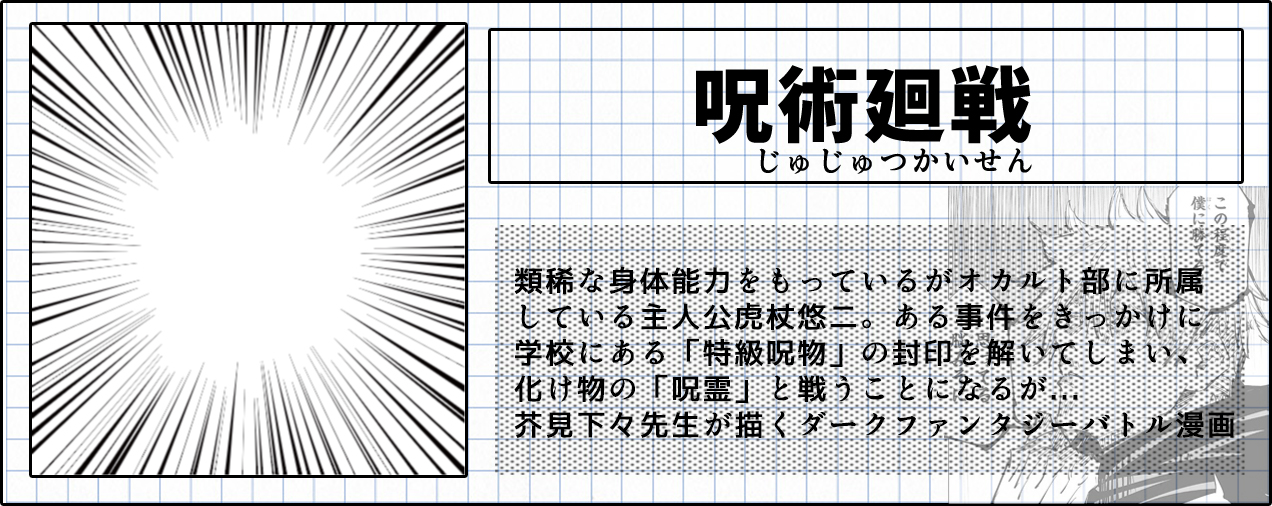 呪術廻戦
じゅじゅつかいせん
この程度で
僕に勝て
類稀な身体能力をもっているがオカルト部に所属
している主人公虎杖悠二。ある事件をきっかけに
学校にある「特級呪物」の封印を解いてしまい、
化け物の「呪霊」と戦うことになるが...
芥見下々先生が描くダークファンタジーバトル漫画